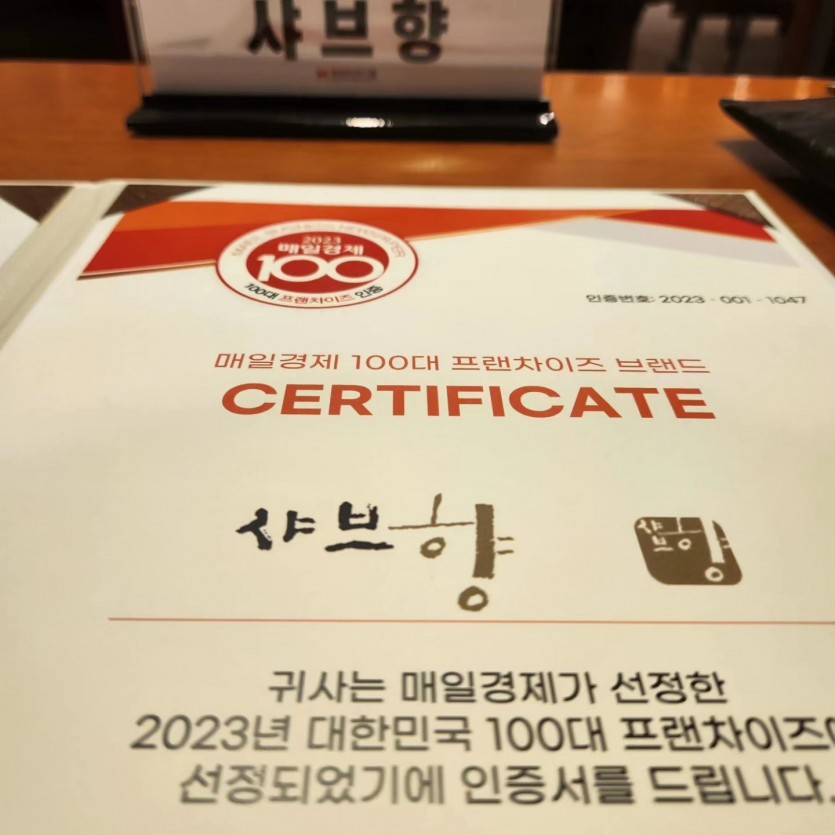 샤브향
MAEIL BUSINESS NEWSPAPER
2023
매일경제
100
100대 프랜차이즈 인증
인증번호: 2023 - 001 - 1047
매일경제 100대 프랜차이즈 브랜드
CERTIFICATE
샤브향
샤브향
귀사는 매일경제가 선정한
2023년 대한민국 100대 프랜차이즈
선정되었기에 인증서를 드립니다.